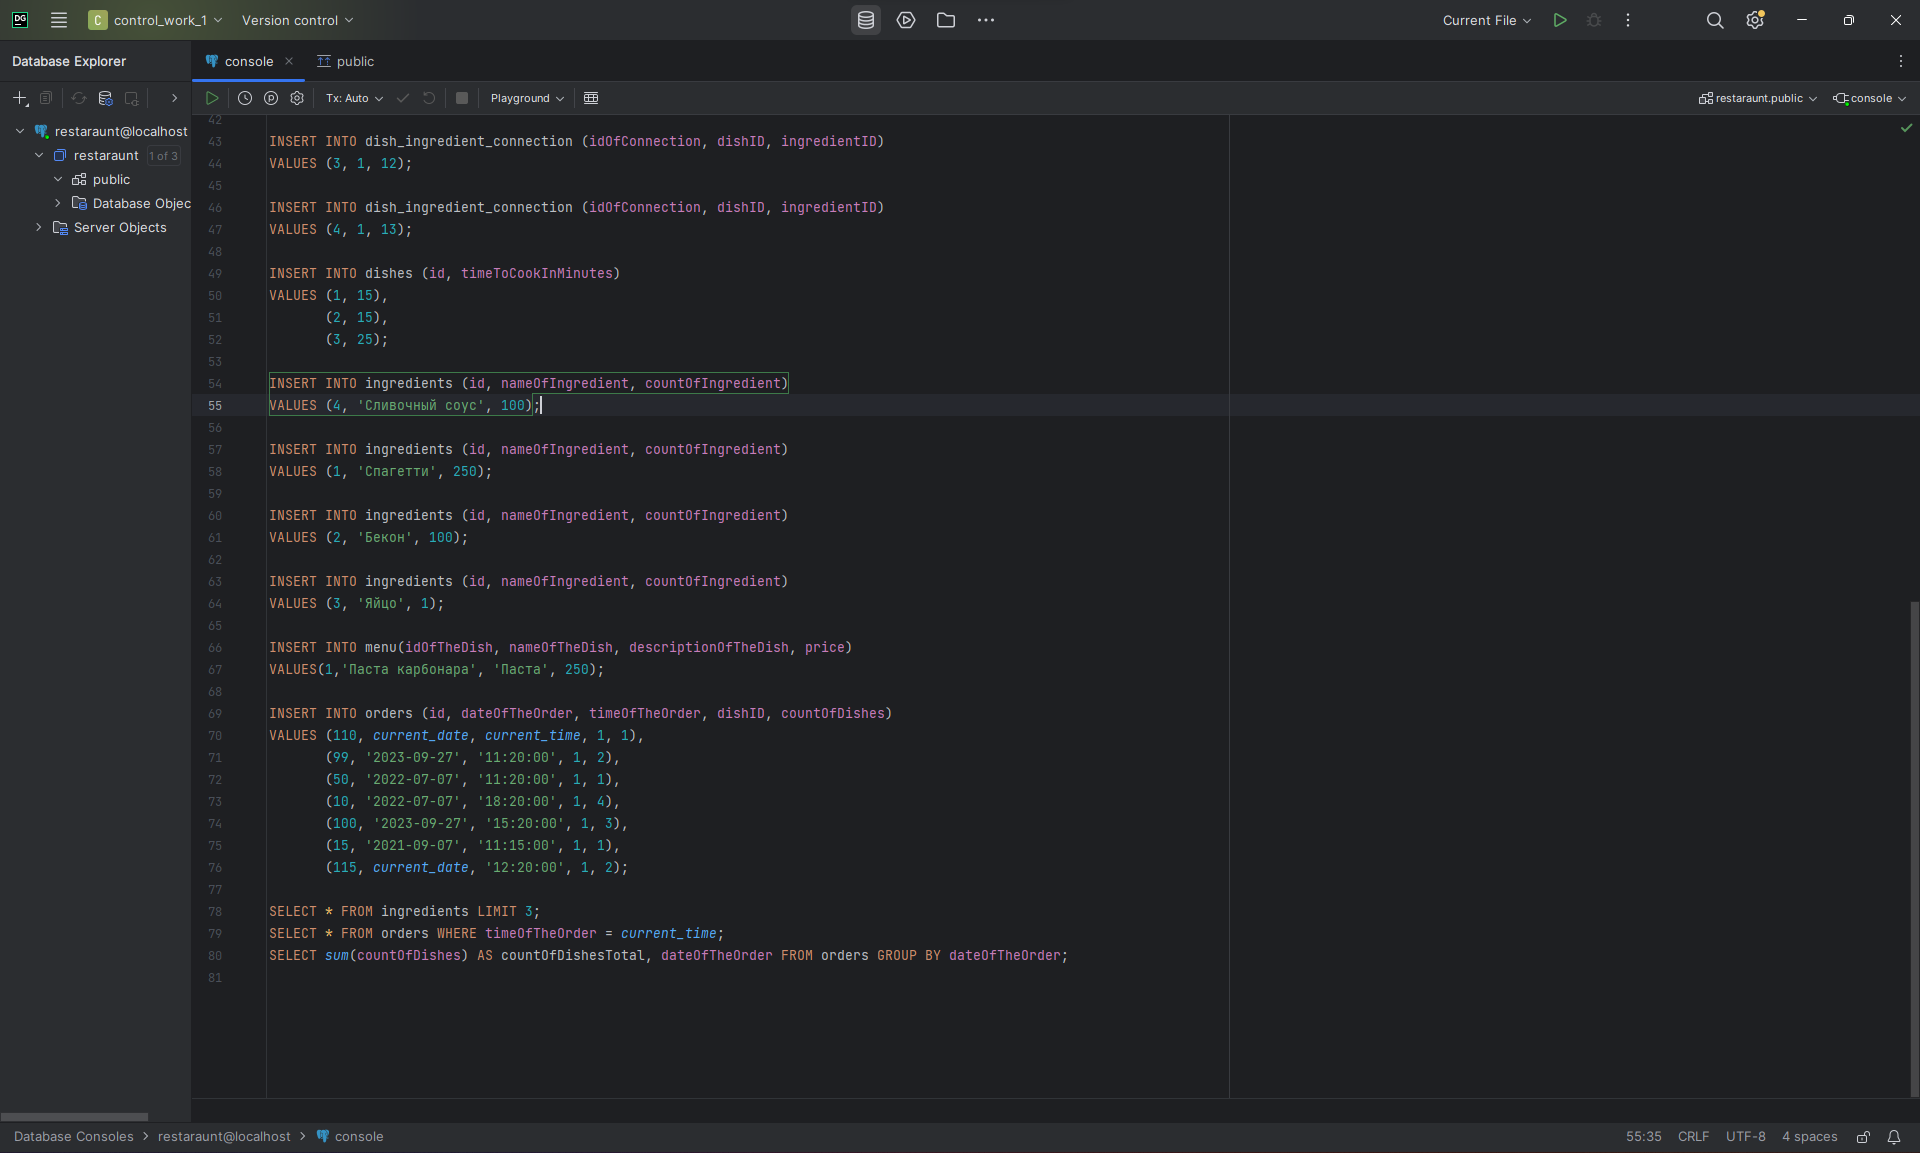 DG
C control_work_1 Version control
Current File
Database Explorer
console
public
Tx: Auto
Playground
restaraunt.public
console
restaraunt@localhost
restaraunt 1 of 3
public
Database Objec
Server Objects
42
43 INSERT INTO dish_ingredient_connection (idOfConnection, dishID, ingredientID)
44 VALUES (3, 1, 12);
45
46 INSERT INTO dish_ingredient_connection (idOfConnection, dishID, ingredientID)
47 VALUES (4, 1, 13);
48
49 INSERT INTO dishes (id, timeToCookInMinutes)
50 VALUES (1, 15),
51 (2, 15),
52 (3, 25);
53
54 INSERT INTO ingredients (id, nameOfIngredient, countOfIngredient)
55 VALUES (4, 'Сливочный соус', 100);
56
57 INSERT INTO ingredients (id, nameOfIngredient, countOfIngredient)
58 VALUES (1, 'Спагетти', 250);
59
60 INSERT INTO ingredients (id, nameOfIngredient, countOfIngredient)
61 VALUES (2, 'Бекон', 100);
62
63 INSERT INTO ingredients (id, nameOfIngredient, countOfIngredient)
64 VALUES (3, 'Яйцо', 1);
65
66 INSERT INTO menu(idOfTheDish, nameOfTheDish, descriptionOfTheDish, price)
67 VALUES(1,'Паста карбонара', 'Паста', 250);
68
69 INSERT INTO orders (id, dateOfTheOrder, timeOfTheOrder, dishID, countOfDishes)
70 VALUES (110, current_date, current_time, 1, 1),
71 (99, '2023-09-27', '11:20:00', 1, 2),
72 (50, '2022-07-07', '11:20:00', 1, 1),
73 (10, '2022-07-07', '18:20:00', 1, 4),
74 (100, '2023-09-27', '15:20:00', 1, 3),
75 (15, '2021-09-07', '11:15:00', 1, 1),
76 (115, current_date, '12:20:00', 1, 2);
77
78 SELECT * FROM ingredients LIMIT 3;
79 SELECT * FROM orders WHERE timeOfTheOrder = current_time;
80 SELECT sum(countOfDishes) AS countOfDishesTotal, dateOfTheOrder FROM orders GROUP BY dateOfTheOrder;
81
Database Consoles > restaraunt@localhost > console
55:35 CRLF UTF-8 4 spaces